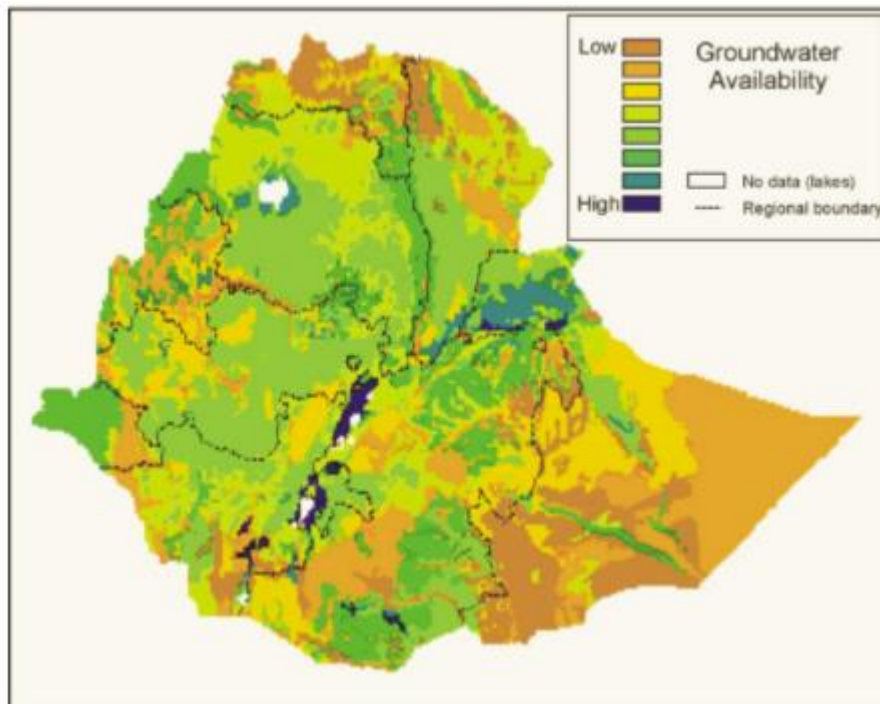 Low
Groundwater
Availability
No data (lakes)
High
Regional boundary